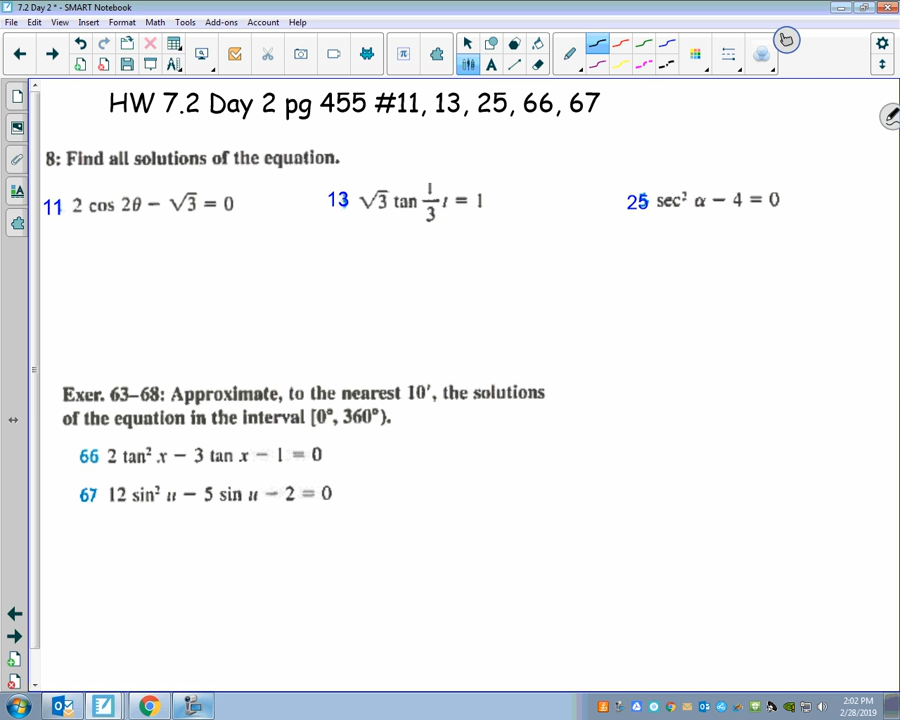 7.2 Day 2 * - SMART Notebook
File Edit View Insert Format Math Tools Add-ons Account Help
HW 7.2 Day 2 pg 455 #11, 13, 25, 66, 67
8: Find all solutions of the equation.
11 2 cos 2θ − √3 = 0
13 √3 tan 1/3 t = 1
25 sec² α − 4 = 0
Exer. 63–68: Approximate, to the nearest 10′, the solutions
of the equation in the interval [0°, 360°).
66 2 tan² x − 3 tan x − 1 = 0
67 12 sin² u − 5 sin u − 2 = 0
2:02 PM
2/28/2019